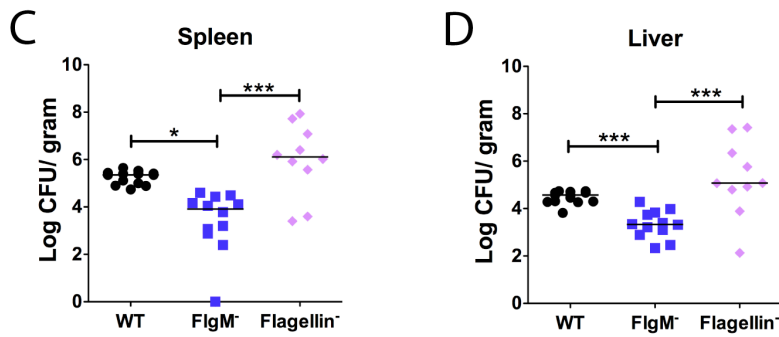 C
Spleen
Log CFU/ gram
10
8
6
4
2
0
*
***
WT
FlgM⁻
Flagellin⁻
D
Liver
Log CFU/ gram
10
8
6
4
2
0
***
***
WT
FlgM⁻
Flagellin⁻